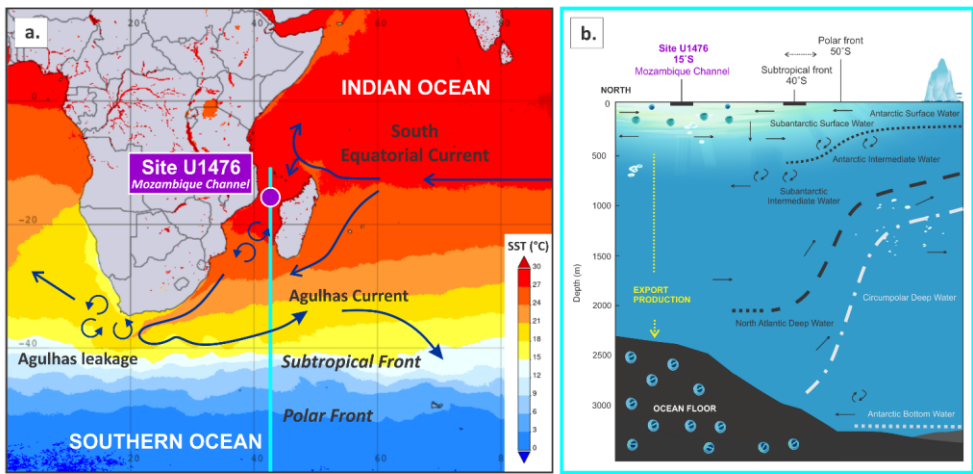 a.
INDIAN OCEAN
South
Equatorial Current
Site U1476
Mozambique Channel
Agulhas Current
Agulhas leakage
Subtropical Front
Polar Front
SOUTHERN OCEAN
0
−20
−40
20
40
60
80
SST (°C)
30
27
24
21
18
15
12
9
6
3
0
b.
Site U1476
15°S
Mozambique Channel
Polar front
50°S
Subtropical front
40°S
NORTH
Depth (m)
0
500
1000
1500
2000
2500
3000
Antarctic Surface Water
Subantarctic Surface Water
Antarctic Intermediate Water
Subantarctic
Intermediate Water
EXPORT
PRODUCTION
Circumpolar Deep Water
North Atlantic Deep Water
OCEAN FLOOR
Antarctic Bottom Water